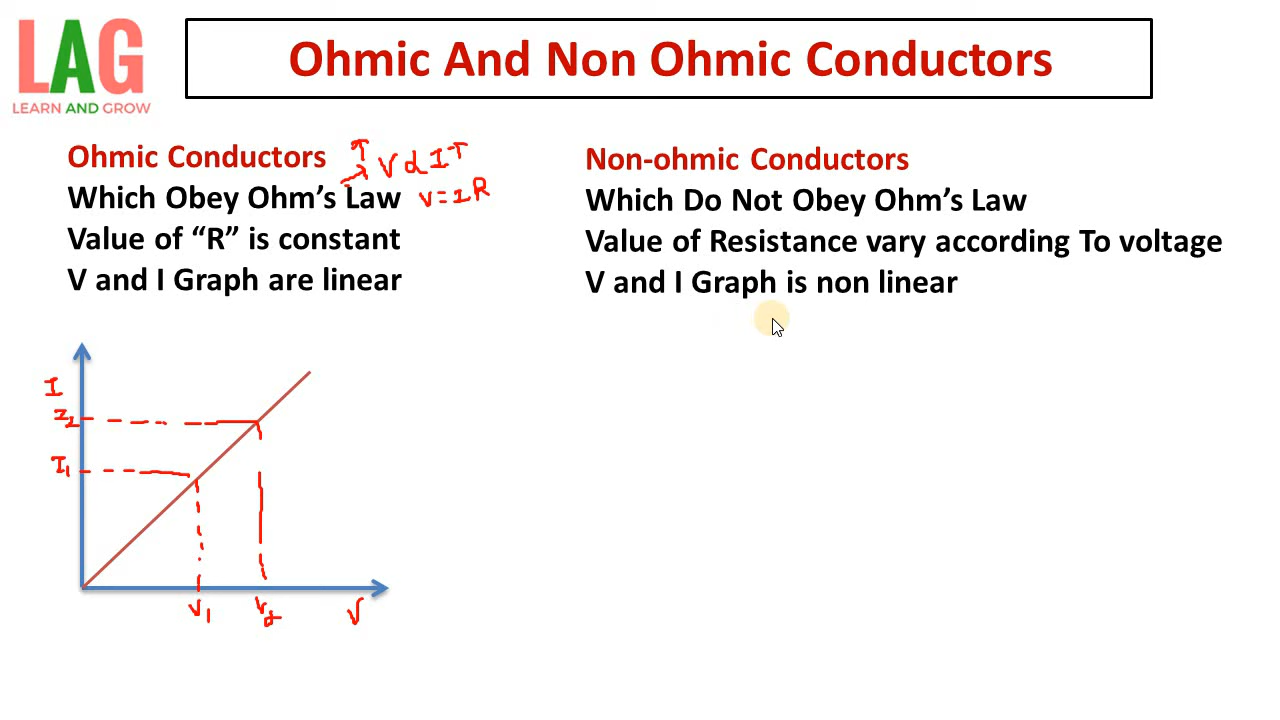 LAG
LEARN AND GROW
Ohmic And Non Ohmic Conductors
Ohmic Conductors
V α I
Which Obey Ohm’s Law
V = I R
Value of “R” is constant
V and I Graph are linear
Non-ohmic Conductors
Which Do Not Obey Ohm’s Law
Value of Resistance vary according To voltage
V and I Graph is non linear
I
I2
I1
V1
V2
V